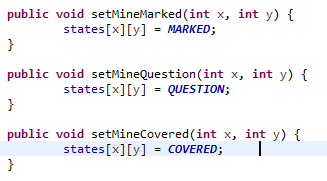 public void setMineMarked(int x, int y) {
states[x][y] = MARKED;
}
public void setMineQuestion(int x, int y) {
states[x][y] = QUESTION;
}
public void setMineCovered(int x, int y) {
states[x][y] = COVERED;
}